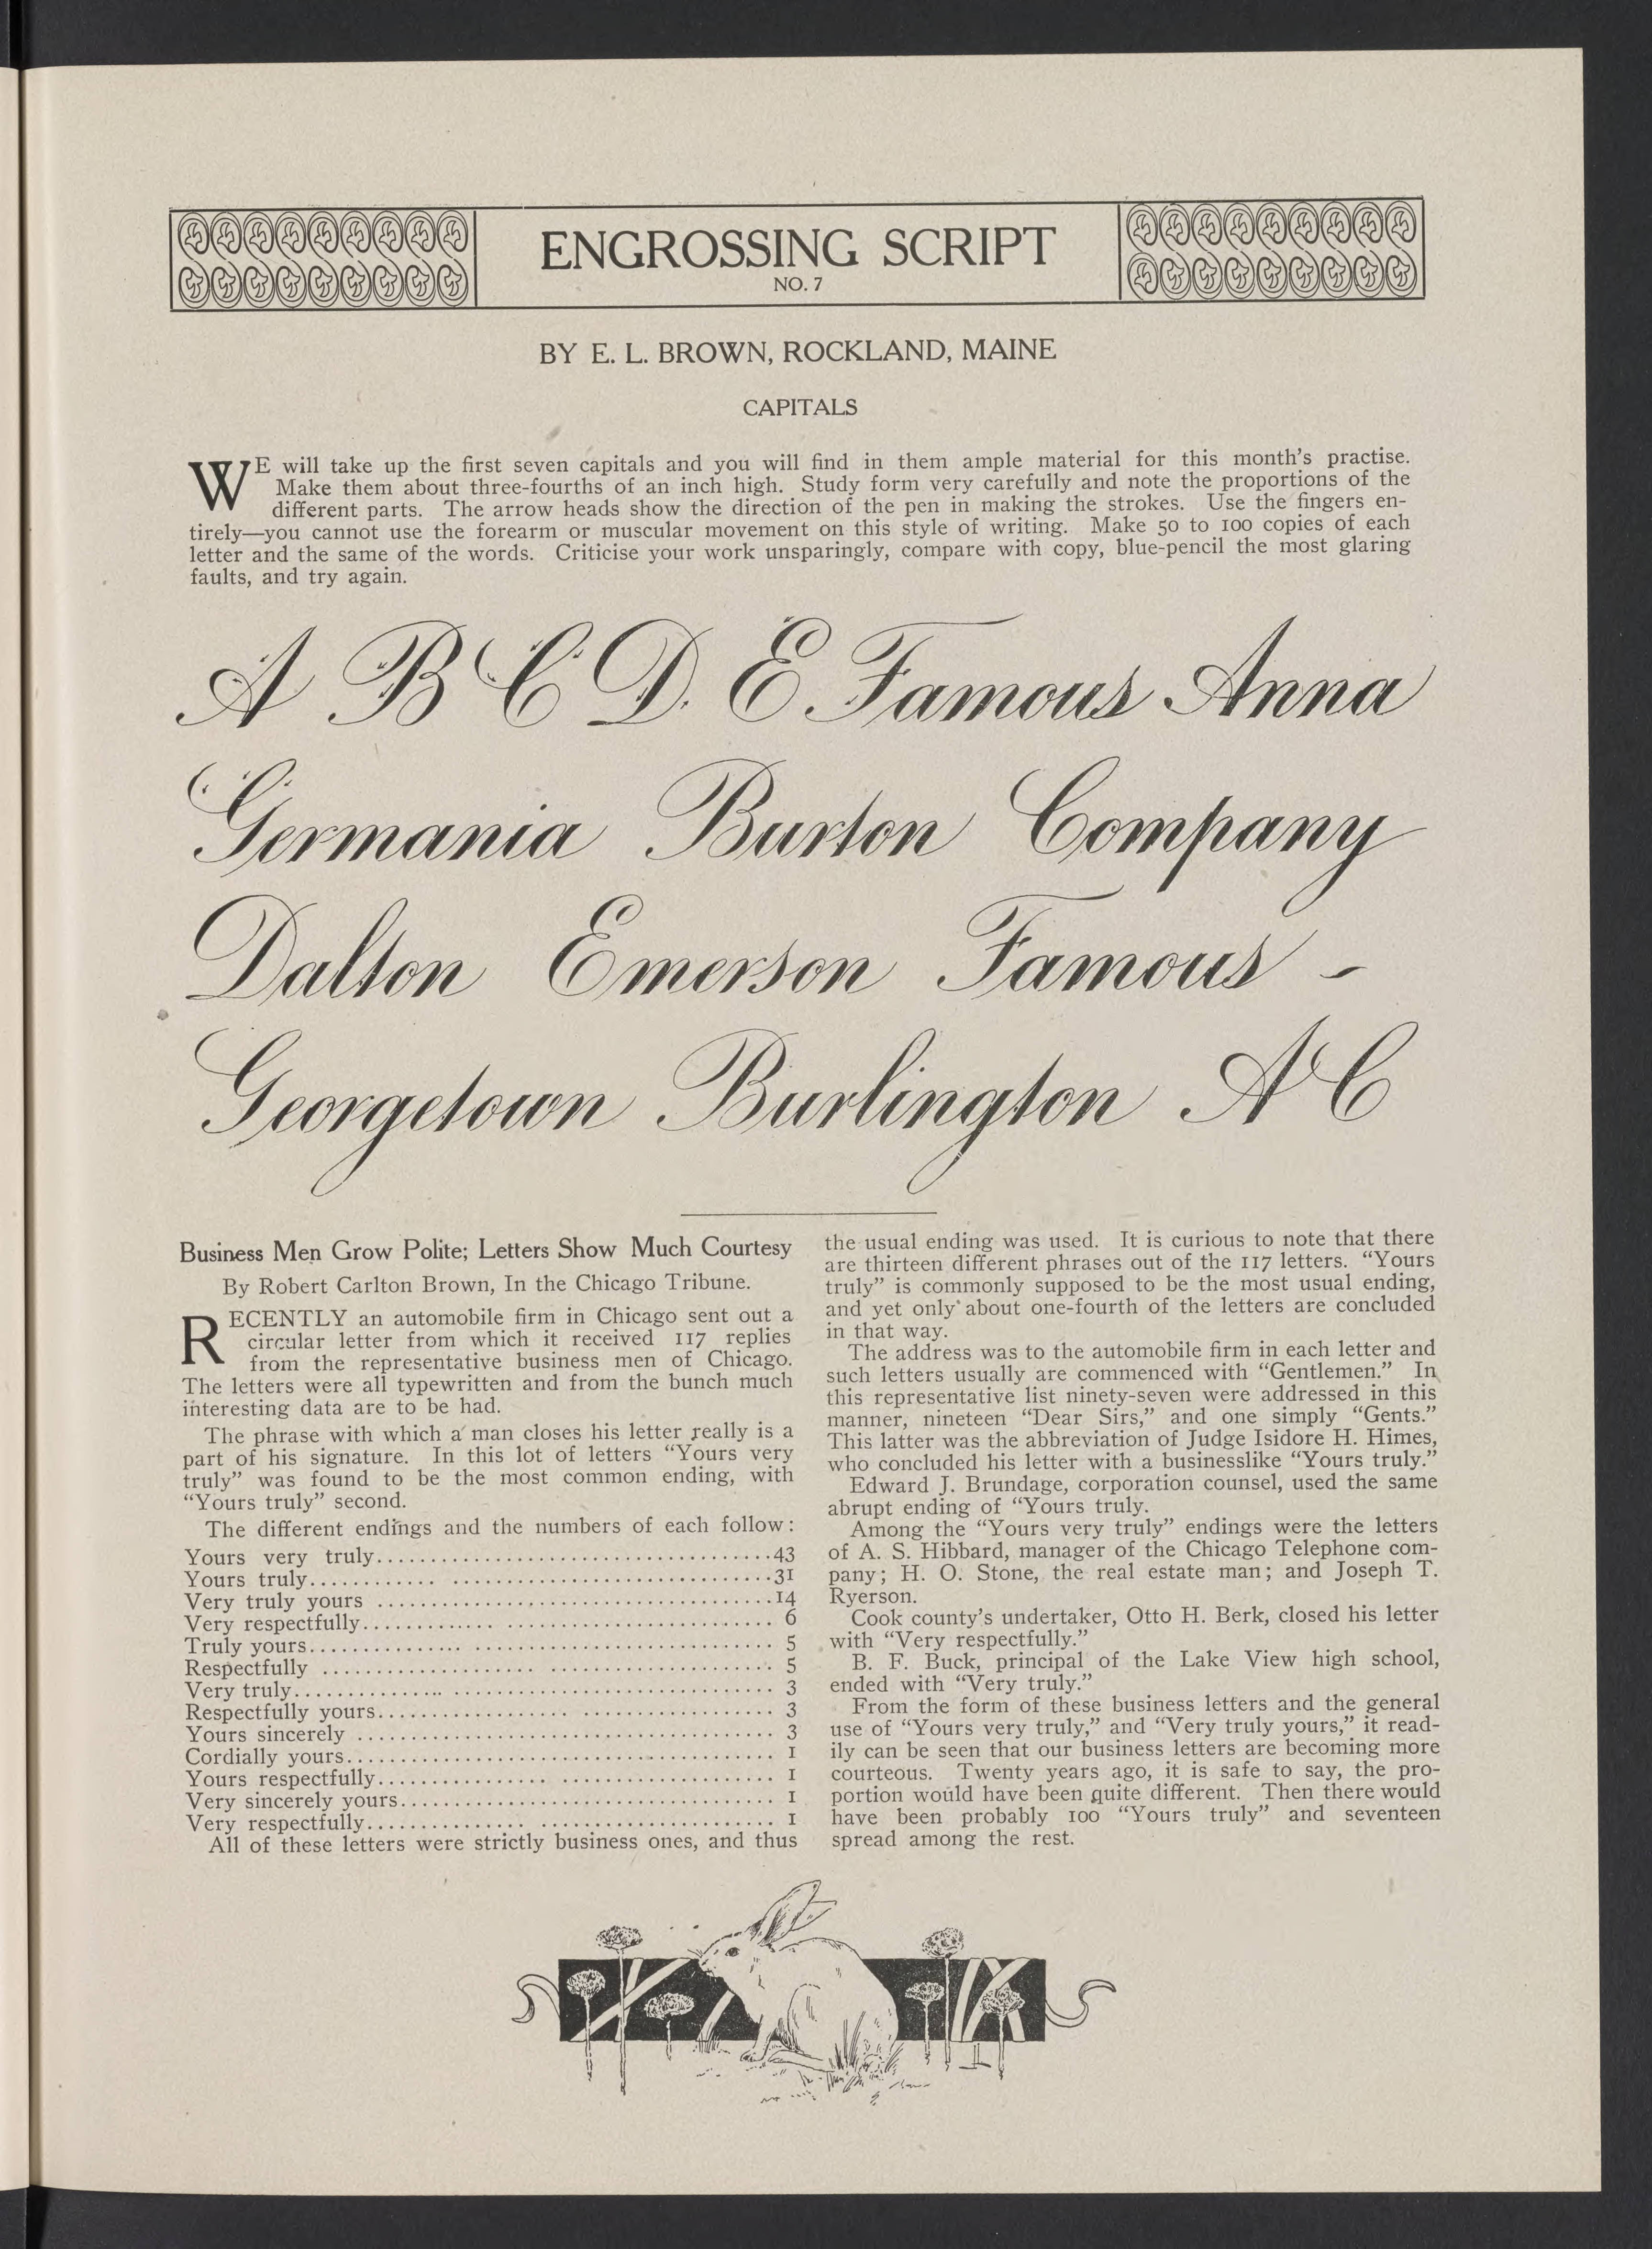 ENGROSSING SCRIPT
NO. 7
BY E. L. BROWN, ROCKLAND, MAINE
CAPITALS
WE will take up the first seven capitals and you will find in them ample material for this month's practise.
Make them about three-fourths of an inch high. Study form very carefully and note the proportions of the
different parts. The arrow heads show the direction of the pen in making the strokes. Use the fingers en-
tirely—you cannot use the forearm or muscular movement on this style of writing. Make 50 to 100 copies of each
letter and the same of the words. Criticise your work unsparingly, compare with copy, blue-pencil the most glaring
faults, and try again.
A B C D E Famous Anna
Germania Burton Company
Dalton Emerson Famous -
Georgetown Burlington A C
Business Men Grow Polite; Letters Show Much Courtesy
By Robert Carlton Brown, In the Chicago Tribune.
RECENTLY an automobile firm in Chicago sent out a
circular letter from which it received 117 replies
from the representative business men of Chicago.
The letters were all typewritten and from the bunch much
interesting data are to be had.
The phrase with which a man closes his letter really is a
part of his signature. In this lot of letters "Yours very
truly" was found to be the most common ending, with
"Yours truly" second.
The different endings and the numbers of each follow:
Yours very truly.....................................43
Yours truly..........................................31
Very truly yours .....................................14
Very respectfully..................................... 6
Truly yours.......................................... 5
Respectfully ......................................... 5
Very truly............................................ 3
Respectfully yours.................................... 3
Yours sincerely ...................................... 3
Cordially yours....................................... 1
Yours respectfully.................................... 1
Very sincerely yours.................................. 1
Very respectfully..................................... 1
All of these letters were strictly business ones, and thus
the usual ending was used. It is curious to note that there
are thirteen different phrases out of the 117 letters. "Yours
truly" is commonly supposed to be the most usual ending,
and yet only about one-fourth of the letters are concluded
in that way.
The address was to the automobile firm in each letter and
such letters usually are commenced with "Gentlemen." In
this representative list ninety-seven were addressed in this
manner, nineteen "Dear Sirs," and one simply "Gents."
This latter was the abbreviation of Judge Isidore H. Himes,
who concluded his letter with a businesslike "Yours truly."
Edward J. Brundage, corporation counsel, used the same
abrupt ending of "Yours truly.
Among the "Yours very truly" endings were the letters
of A. S. Hibbard, manager of the Chicago Telephone com-
pany; H. O. Stone, the real estate man; and Joseph T.
Ryerson.
Cook county's undertaker, Otto H. Berk, closed his letter
with "Very respectfully."
B. F. Buck, principal of the Lake View high school,
ended with "Very truly."
From the form of these business letters and the general
use of "Yours very truly," and "Very truly yours," it read-
ily can be seen that our business letters are becoming more
courteous. Twenty years ago, it is safe to say, the pro-
portion would have been quite different. Then there would
have been probably 100 "Yours truly" and seventeen
spread among the rest.